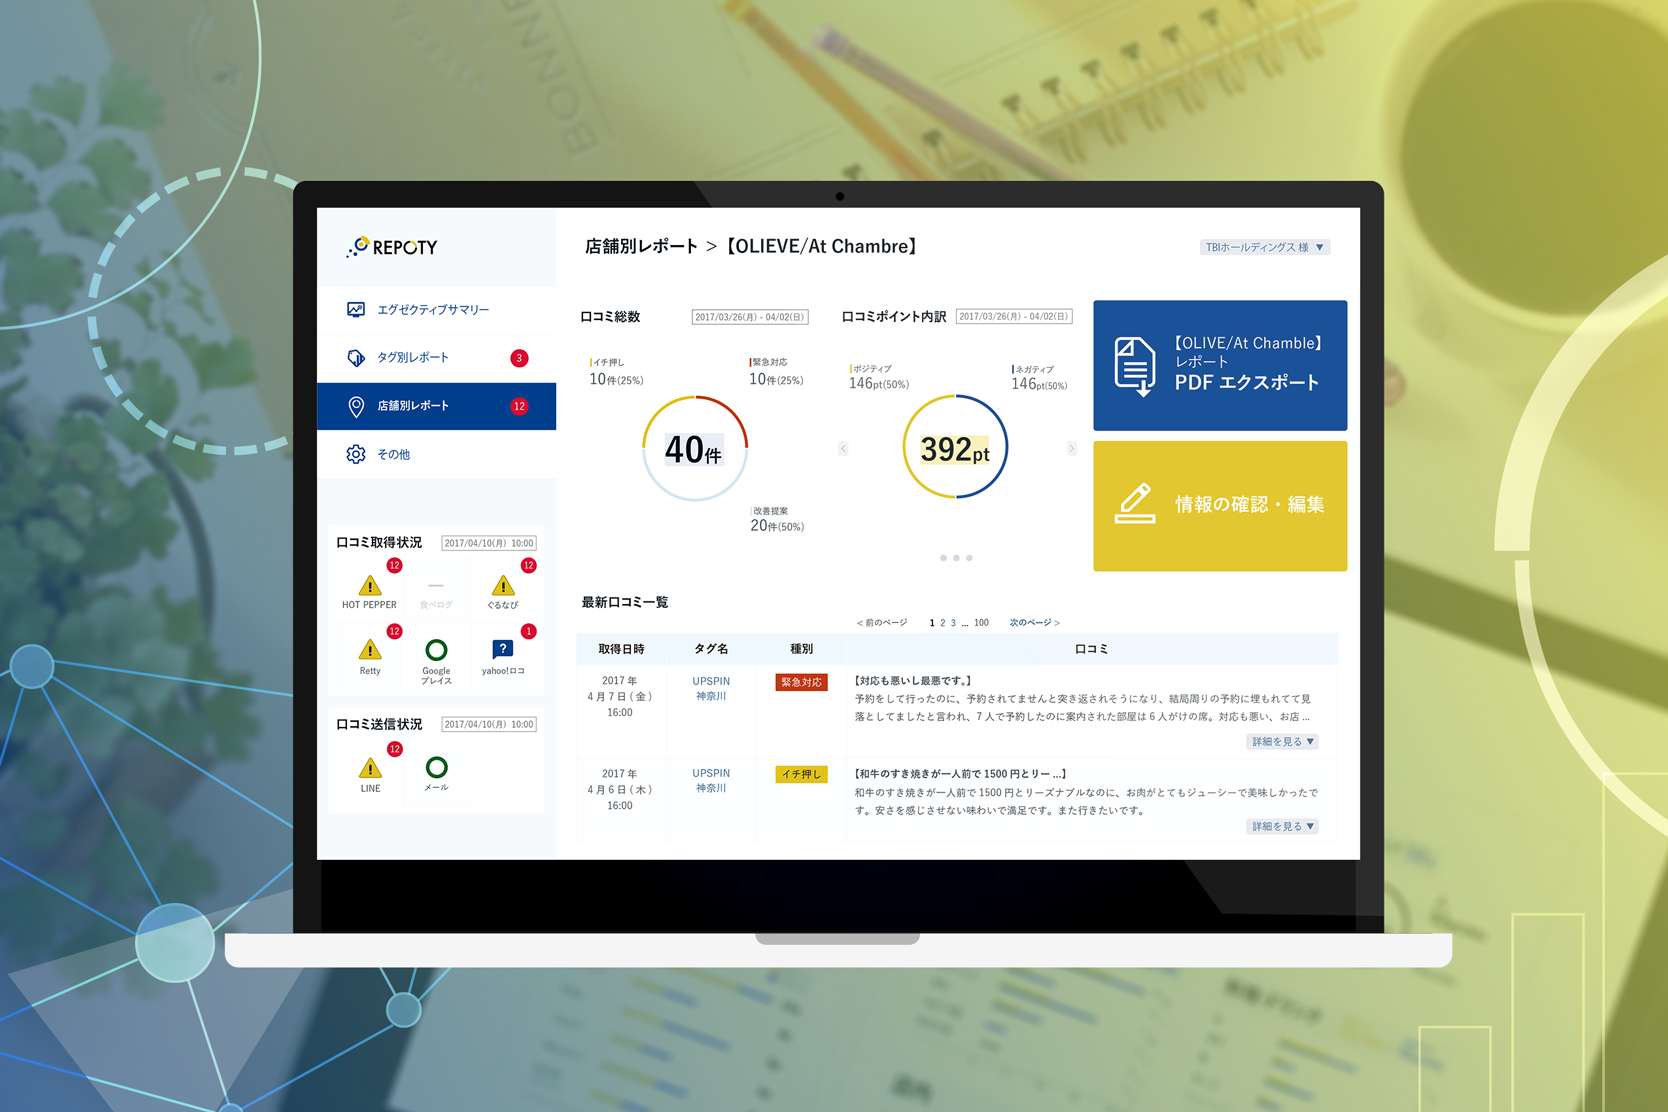 BONNE
REPOTY
エグゼクティブサマリー
タグ別レポート 3
店舗別レポート 12
その他
口コミ取得状況 2017/04/10(月) 10:00
12 12
HOT PEPPER 食べログ ぐるなび
12 1
Retty Google プレイス yahoo!ロコ
口コミ送信状況 2017/04/10(月) 10:00
12
LINE メール
店舗別レポート >【OLIEVE/At Chambre】
TBIホールディングス 様 ▼
口コミ総数 2017/03/26(月) - 04/02(日)
イチ押し
10件(25%)
緊急対応
10件(25%)
40件
改善提案
20件(50%)
口コミポイント内訳 2017/03/26(月) - 04/02(日)
ポジティブ
146pt(50%)
ネガティブ
146pt(50%)
392pt
【OLIVE/At Chamble】
レポート
PDF エクスポート
情報の確認・編集
最新口コミ一覧
< 前のページ 1 2 3 ... 100 次のページ >
取得日時 タグ名 種別 口コミ
2017 年
4 月 7 日 ( 金 )
16:00
UPSPIN
神奈川
緊急対応
【対応も悪いし最悪です。】
予約をして行ったのに、予約されてませんと突き返されそうになり、結局周りの予約に埋もれてて見
落としてましたと言われ、7 人で予約したのに案内された部屋は 6 人がけの席。対応も悪い、お店 ...
詳細を見る ▼
2017 年
4 月 6 日 ( 木 )
16:00
UPSPIN
神奈川
イチ押し
【和牛のすき焼きが一人前で 1500 円とリー ...】
和牛のすき焼きが一人前で 1500 円とリーズナブルなのに、お肉がとてもジューシーで美味しかったで
す。安さを感じさせない味わいで満足です。また行きたいです。
詳細を見る ▼